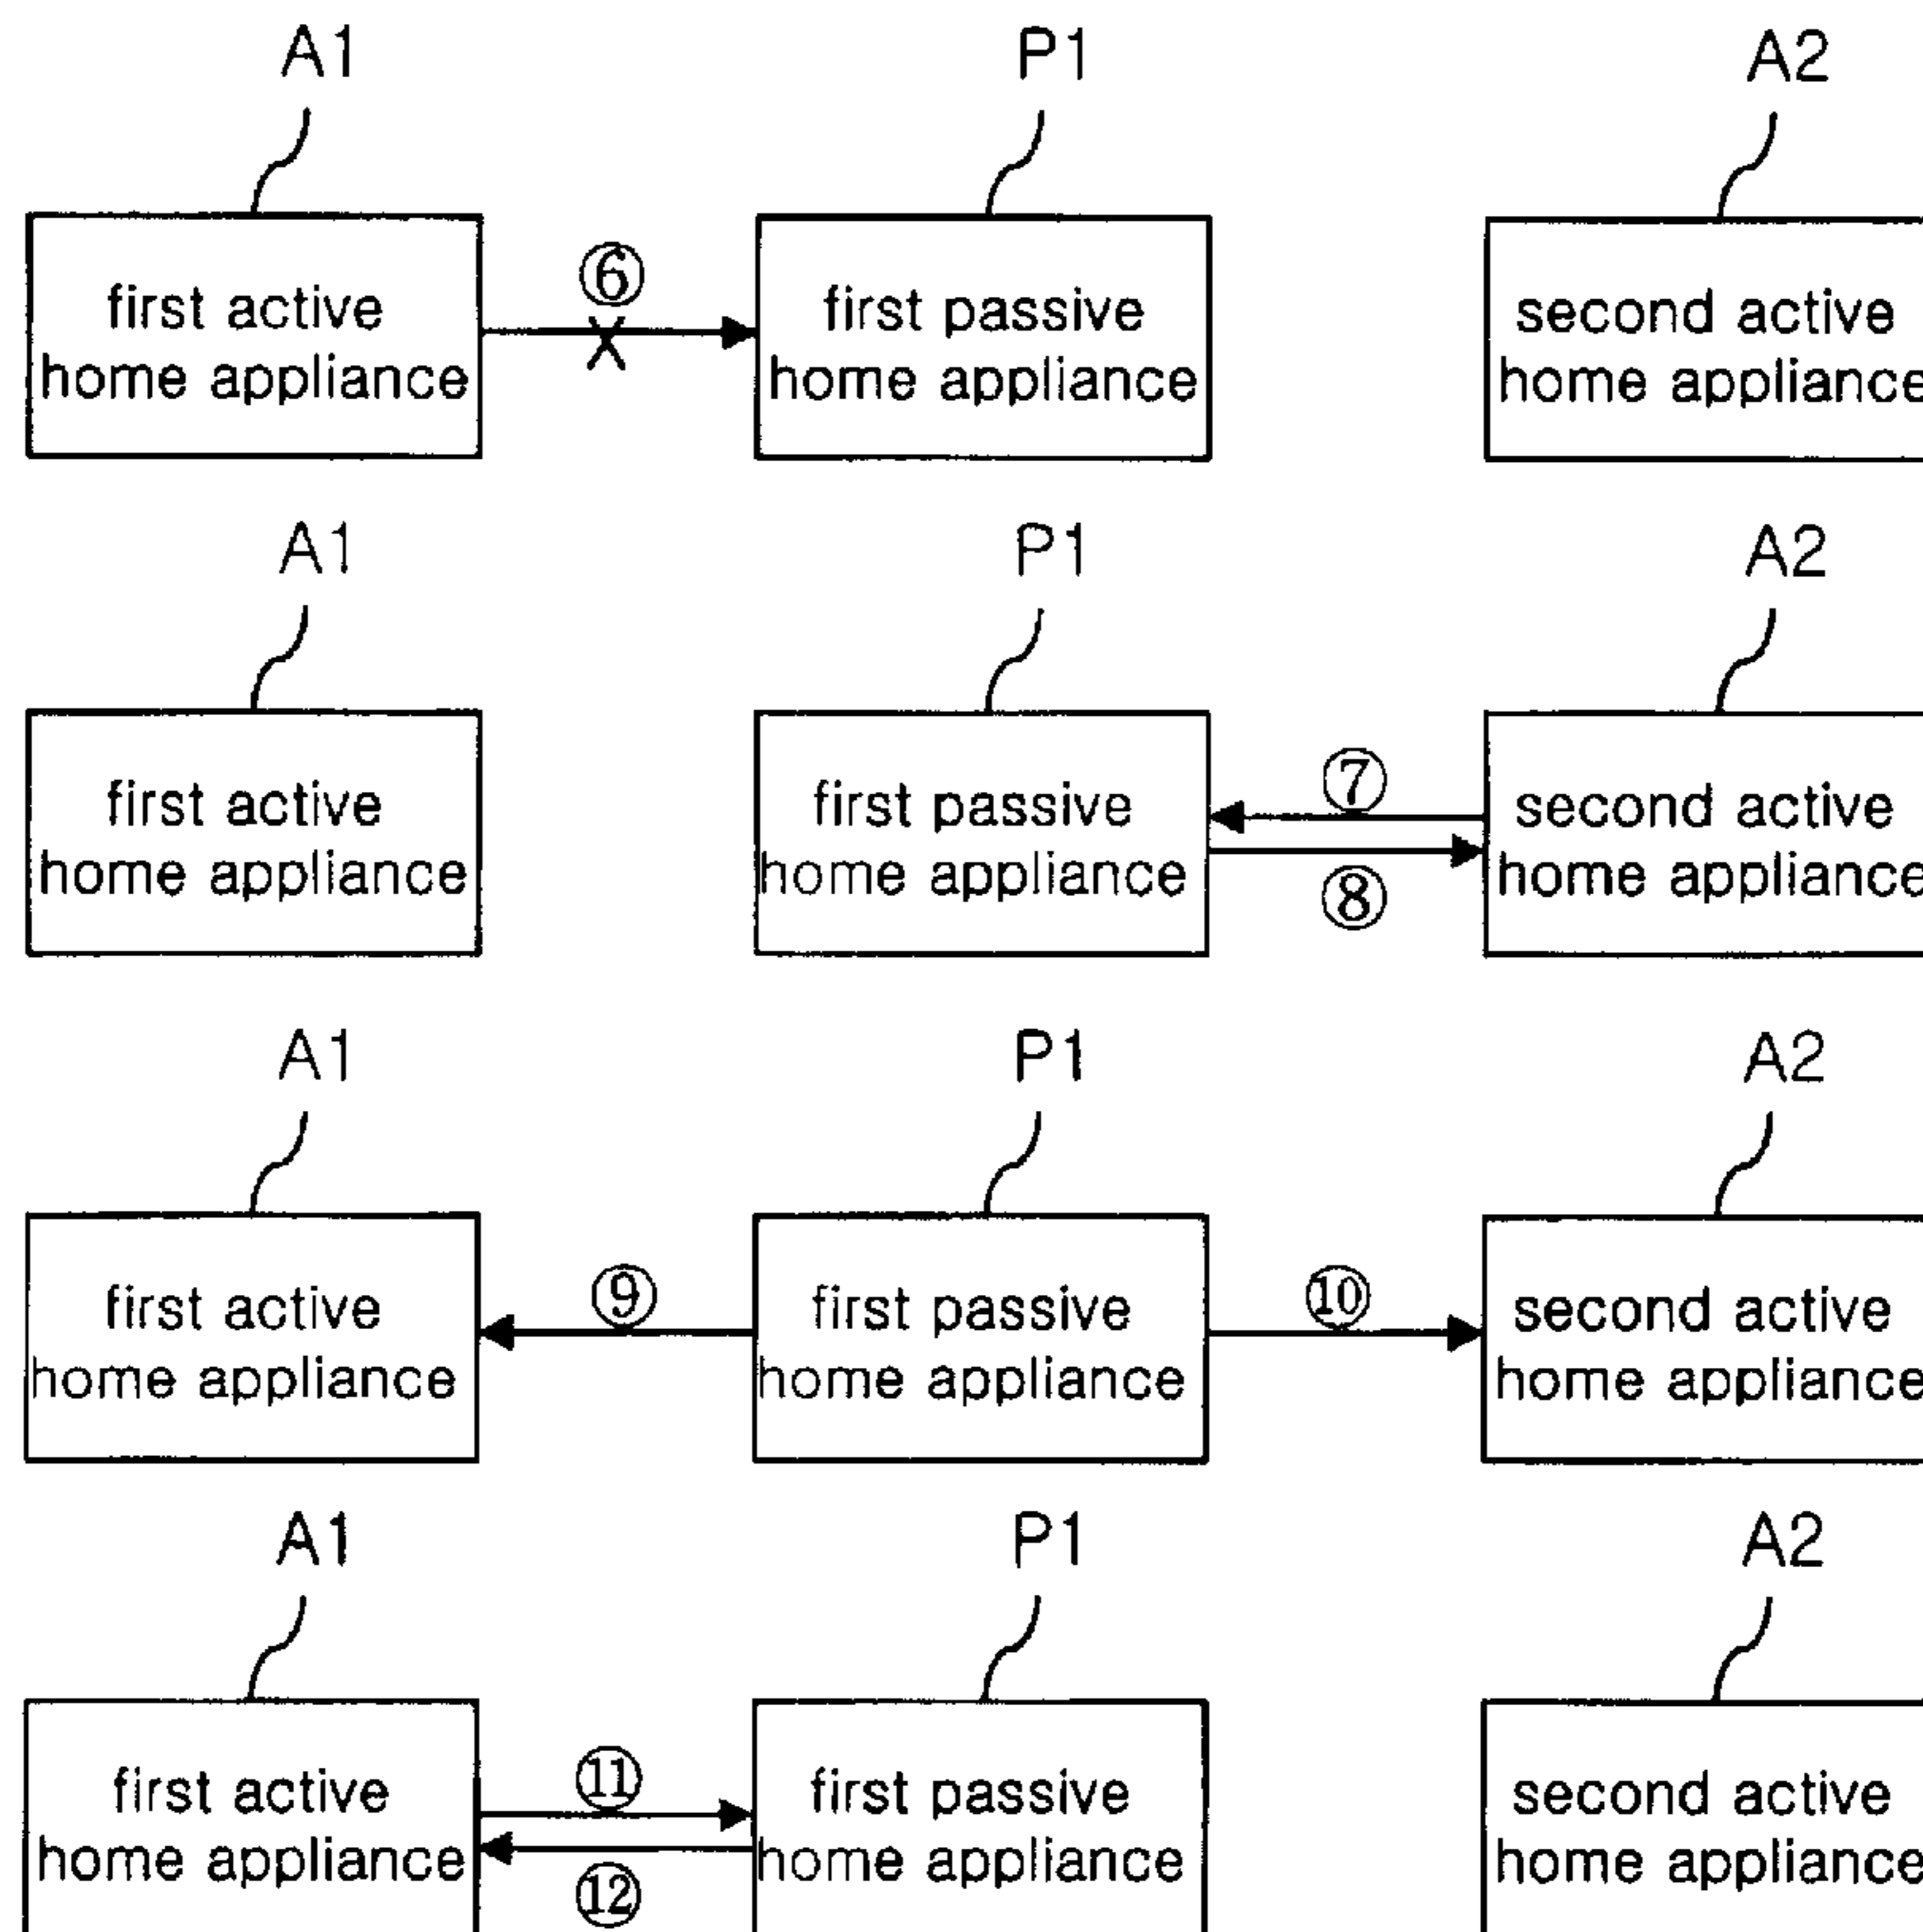 A1 P1 A2
⑥
X
first active first passive second active
home appliance home appliance home appliance
A1 P1 A2
⑦
first active first passive second active
home appliance home appliance home appliance
⑧
A1 P1 A2
⑨ ⑩
first active first passive second active
home appliance home appliance home appliance
A1 P1 A2
⑪
first active first passive second active
home appliance home appliance home appliance
⑫